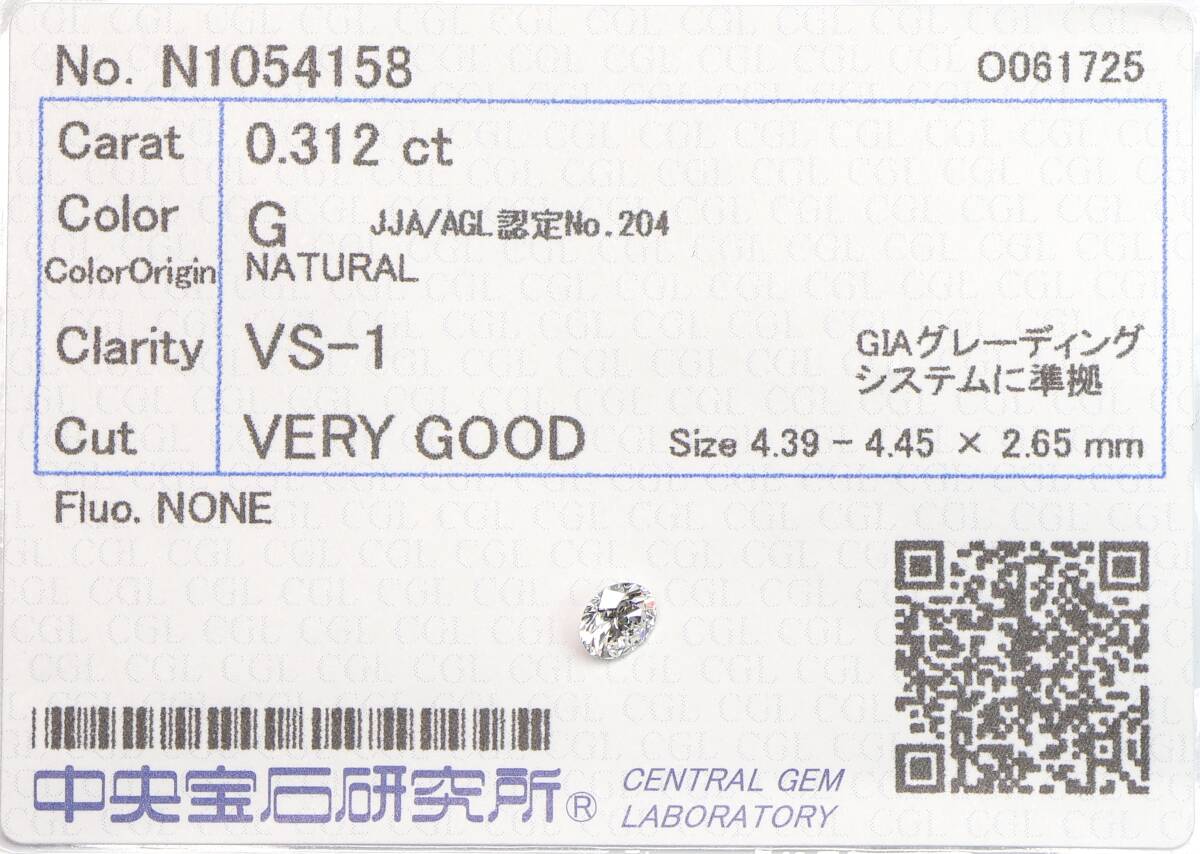 No. N1054158
O061725
Carat 0.312 ct
Color G JJA/AGL認定No.204
ColorOrigin NATURAL
Clarity VS-1
GIAグレーディング
システムに準拠
Cut VERY GOOD Size 4.39 - 4.45 × 2.65 mm
Fluo. NONE
中央宝石研究所®
CENTRAL GEM
LABORATORY